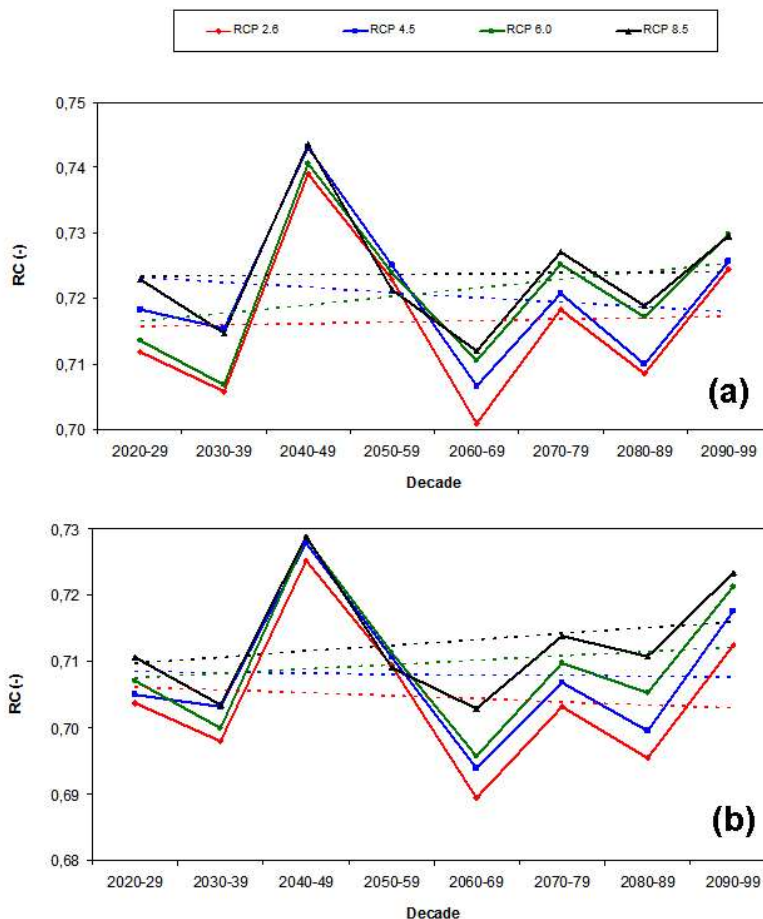 RCP 2.6 RCP 4.5 RCP 6.0 RCP 8.5
0,75
0,74
0,73
0,72
0,71
0,70
RC (-)
(a)
2020-29 2030-39 2040-49 2050-59 2060-69 2070-79 2080-89 2090-99
Decade
0,73
0,72
0,71
0,70
0,69
0,68
RC (-)
(b)
2020-29 2030-39 2040-49 2050-59 2060-69 2070-79 2080-89 2090-99
Decade